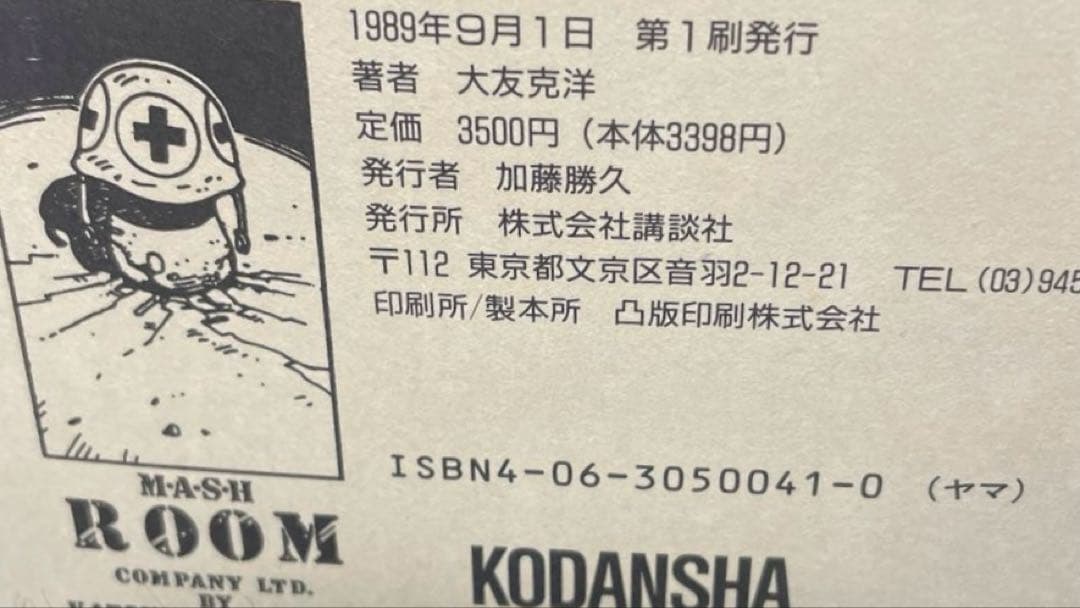 1989年9月1日　第1刷発行
著者　大友克洋
定価　3500円（本体3398円）
発行者　加藤勝久
発行所　株式会社講談社
〒112 東京都文京区音羽2-12-21　TEL(03)945
印刷所/製本所　凸版印刷株式会社
ISBN4-06-3050041-0 （ヤマ）
M·A·S·H
ROOM
COMPANY LTD.
BY
KODANSHA